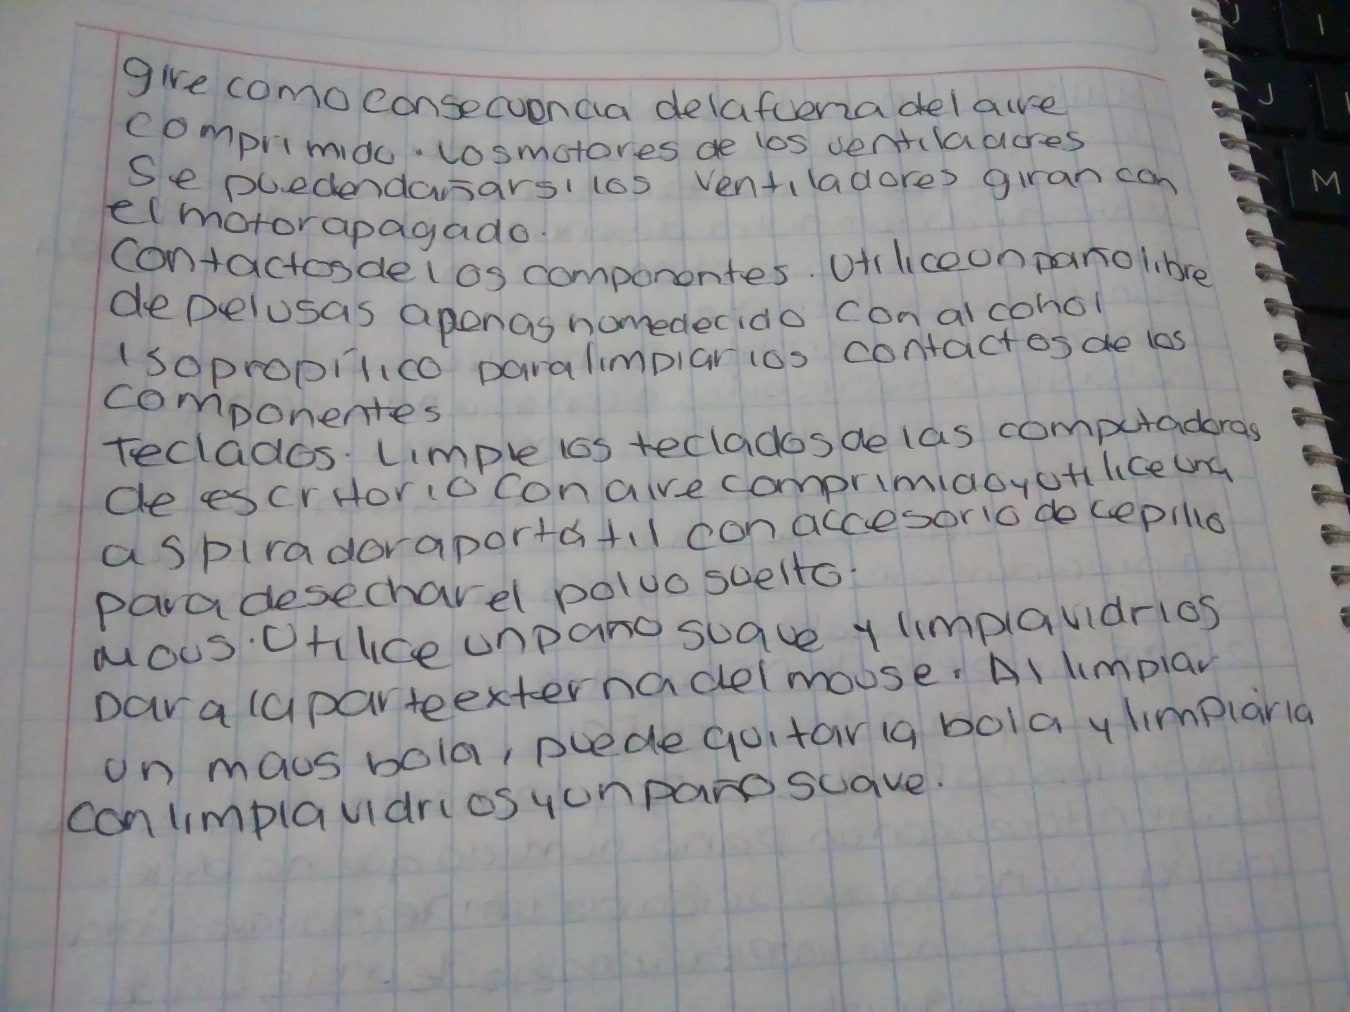 gire como consecuencia de la fuerza del aire
comprimido. los motores de los ventiladores
se pueden dañar si los ventiladores giran con
el motor apagado.
contactos de los componentes. Utilice un paño libre
de pelusas apenas homedecido con alcohol
isopropílico para limpiar los contactos de los
componentes
Teclados. Limpie los teclados de las computadoras
de escritorio con aire comprimido y utilice una
aspiradora portátil con accesorio de cepillo
para desechar el polvo suelto.
Mous. Utilice un paño suave y limpia vidrios
para la parte externa del mouse. Al limpiar
un maus bola, puede quitar la bola y limpiarla
con limpia vidrios y un paño suave.